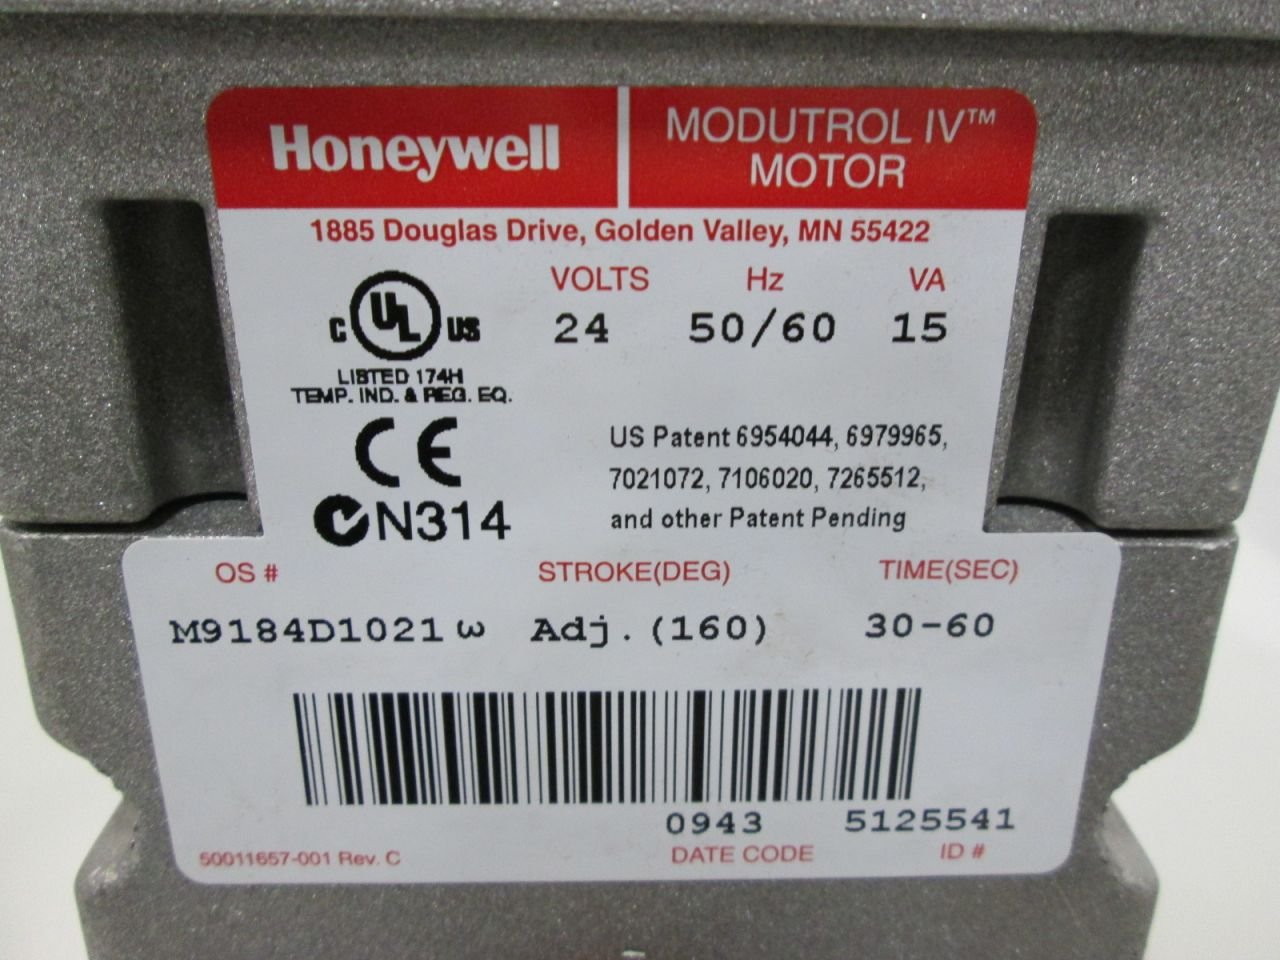 Honeywell
MODUTROL IV™
MOTOR
1885 Douglas Drive, Golden Valley, MN 55422
VOLTS Hz VA
24 50/60 15
C UL US
LISTED 174H
TEMP. IND. & REG. EQ.
CE
N314
US Patent 6954044, 6979965,
7021072, 7106020, 7265512,
and other Patent Pending
OS # STROKE(DEG) TIME(SEC)
M9184D1021 ω Adj.(160) 30-60
0943 5125541
50011657-001 Rev. C DATE CODE ID #